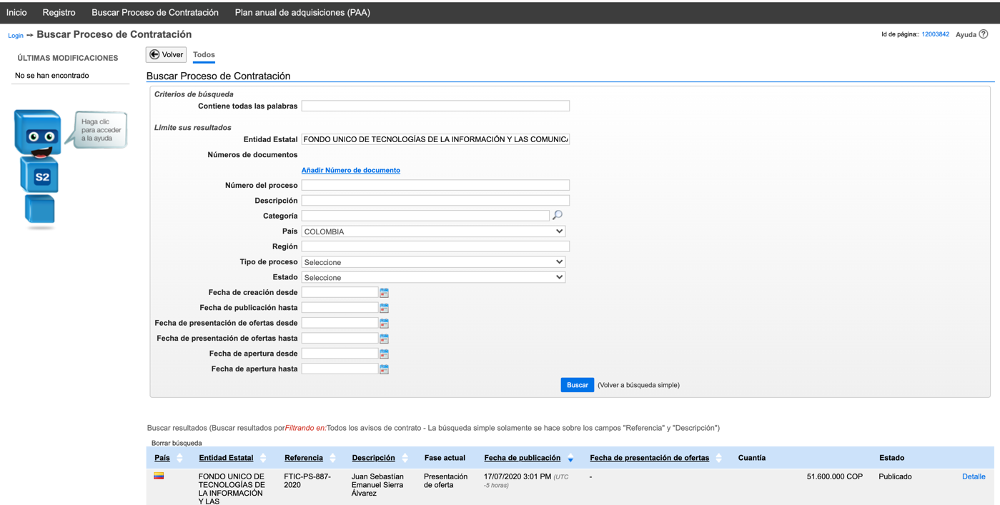 Inicio Registro Buscar Proceso de Contratación Plan anual de adquisiciones (PAA)
Login → Buscar Proceso de Contratación
Id de página:: 12003842 Ayuda ?
ÚLTIMAS MODIFICACIONES
No se han encontrado
Haga clic
para acceder
a la ayuda
S2
Volver Todos
Buscar Proceso de Contratación
Criterios de búsqueda
Contiene todas las palabras
Limite sus resultados
Entidad Estatal FONDO UNICO DE TECNOLOGÍAS DE LA INFORMACIÓN Y LAS COMUNICA
Números de documentos
Añadir Número de documento
Número del proceso
Descripción
Categoría
País COLOMBIA
Región
Tipo de proceso Seleccione
Estado Seleccione
Fecha de creación desde
Fecha de publicación hasta
Fecha de presentación de ofertas desde
Fecha de presentación de ofertas hasta
Fecha de apertura desde
Fecha de apertura hasta
Buscar (Volver a búsqueda simple)
Buscar resultados (Buscar resultados porFiltrando en:Todos los avisos de contrato - La búsqueda simple solamente se hace sobre los campos "Referencia" y "Descripción")
Borrar búsqueda
País Entidad Estatal Referencia Descripción Fase actual Fecha de publicación Fecha de presentación de ofertas Cuantía Estado
FONDO UNICO DE FTIC-PS-887- Juan Sebastían Presentación 17/07/2020 3:01 PM (UTC - 51.600.000 COP Publicado Detalle
TECNOLOGÍAS DE 2020 Emanuel Sierra de oferta -5 horas)
LA INFORMACIÓN Álvarez
Y LAS